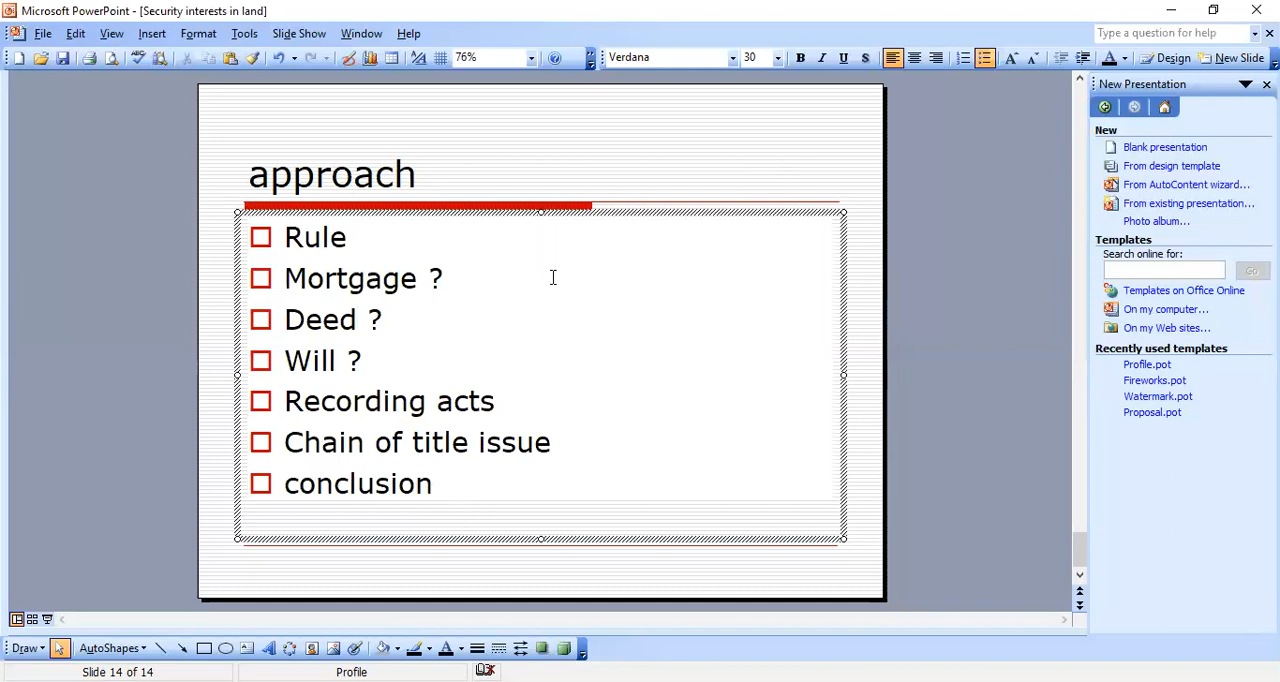 Microsoft PowerPoint - [Security interests in land]
File Edit View Insert Format Tools Slide Show Window Help
Type a question for help
76%
Verdana
30
B I U S
A
Design
New Slide
New Presentation
New
Blank presentation
From design template
From AutoContent wizard...
From existing presentation...
Photo album...
Templates
Search online for:
Go
Templates on Office Online
On my computer...
On my Web sites...
Recently used templates
Profile.pot
Fireworks.pot
Watermark.pot
Proposal.pot
approach
Rule
Mortgage ?
Deed ?
Will ?
Recording acts
Chain of title issue
conclusion
Draw
AutoShapes
A
Slide 14 of 14
Profile